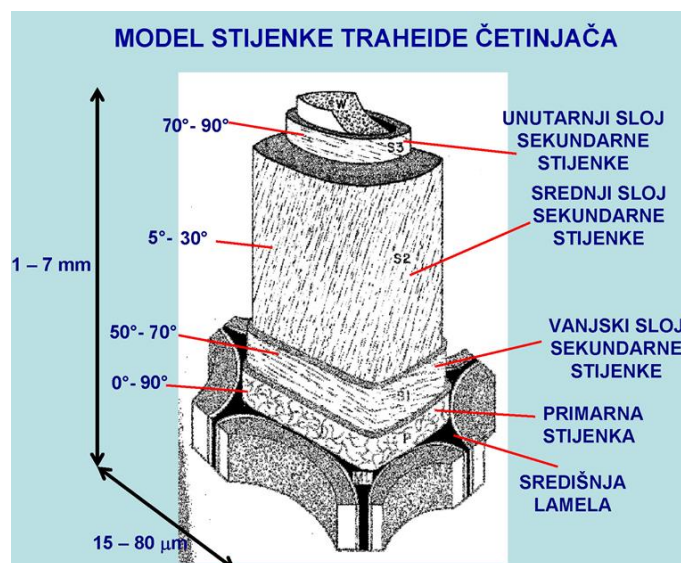 MODEL STIJENKE TRAHEIDE ČETINJAČA
W
70°- 90°
S3
UNUTARNJI SLOJ
SEKUNDARNE
STIJENKE
SREDNJI SLOJ
SEKUNDARNE
STIJENKE
5°- 30°
S2
1 – 7 mm
50°- 70°
VANJSKI SLOJ
SEKUNDARNE
STIJENKE
0°- 90°
S1
P
PRIMARNA
STIJENKA
ML
SREDIŠNJA
LAMELA
15 – 80 μm